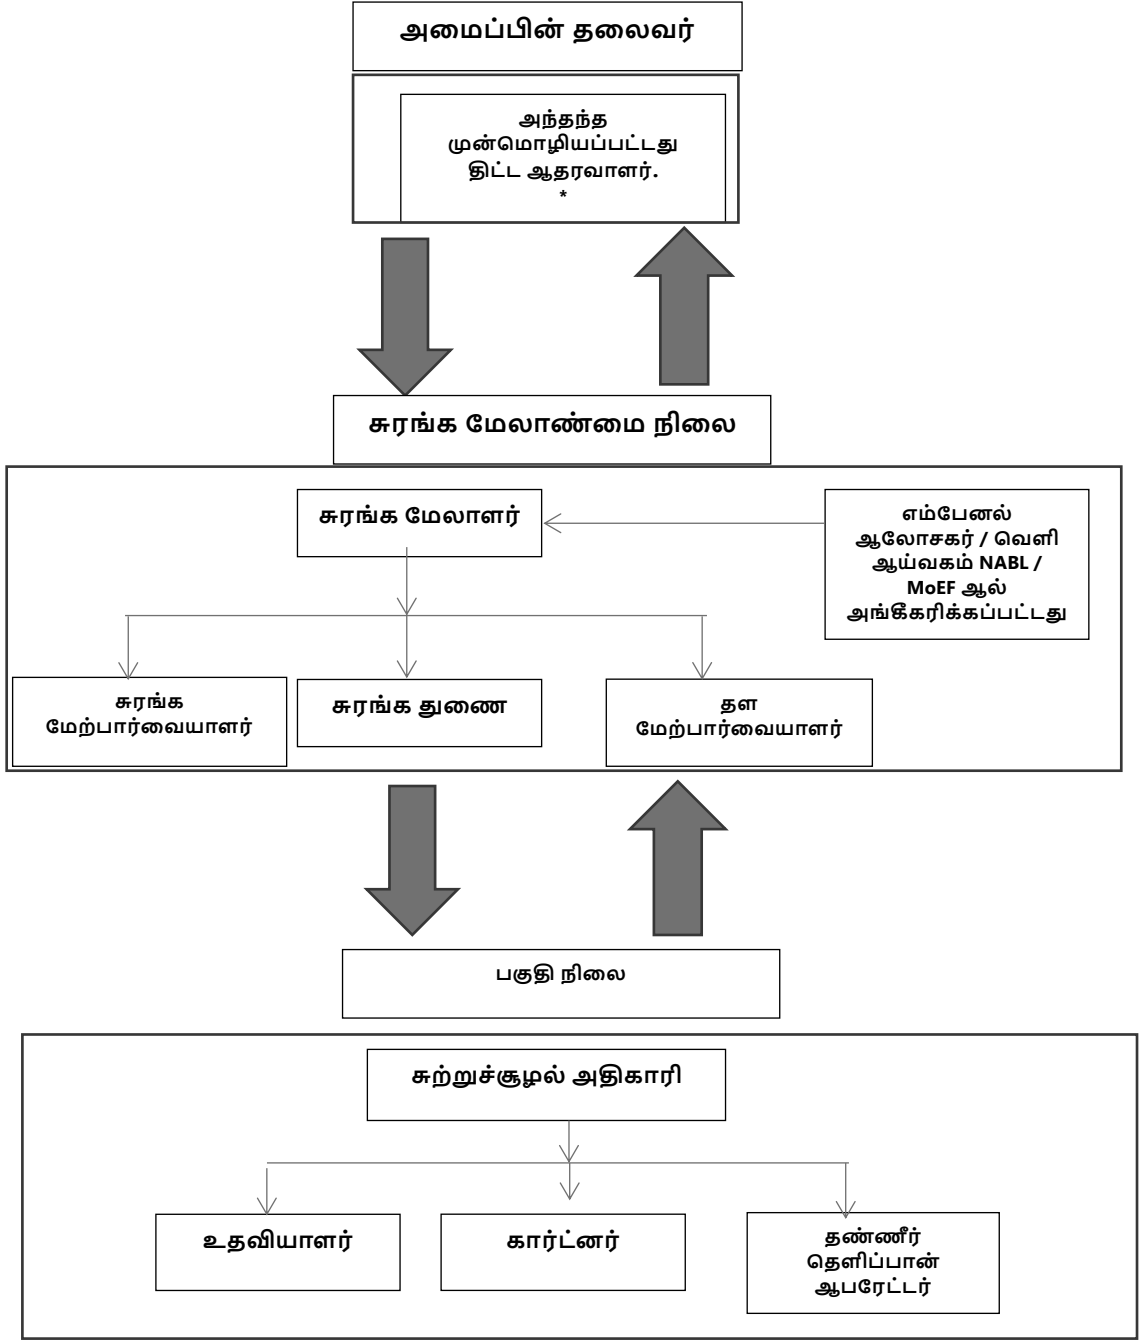 அமைப்பின் தலைவர்
அந்தந்த
முன்மொழியப்பட்டது
திட்ட ஆதரவாளர்.
*
சுரங்க மேலாண்மை நிலை
சுரங்க மேலாளர்
எம்பேனல்
ஆலோசகர் / வெளி
ஆய்வகம் NABL /
MoEF ஆல்
அங்கீகரிக்கப்பட்டது
சுரங்க
மேற்பார்வையாளர்
சுரங்க துணை
தள
மேற்பார்வையாளர்
பகுதி நிலை
சுற்றுச்சூழல் அதிகாரி
உதவியாளர்
கார்ட்னர்
தண்ணீர்
தெளிப்பான்
ஆபரேட்டர்